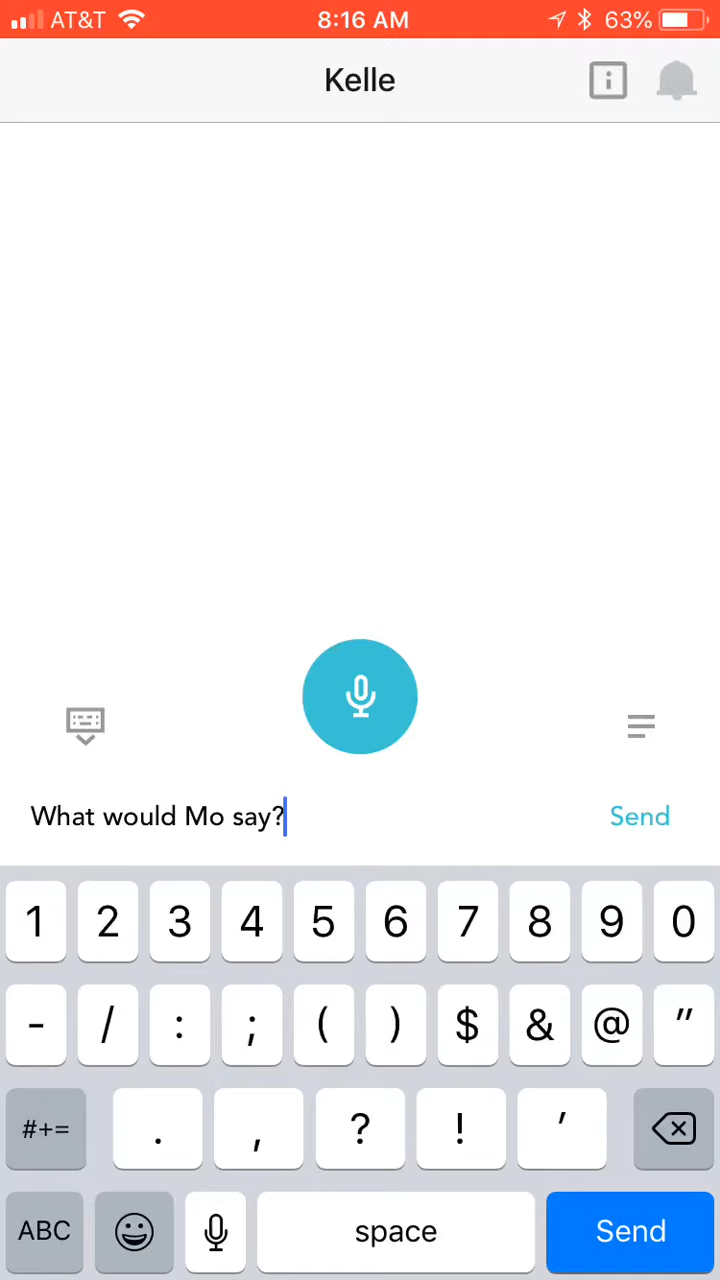 AT&T 8:16 AM 63%
Kelle
What would Mo say? Send
1 2 3 4 5 6 7 8 9 0
- / : ; ( ) $ & @ "
#+= . , ? ! '
ABC space Send